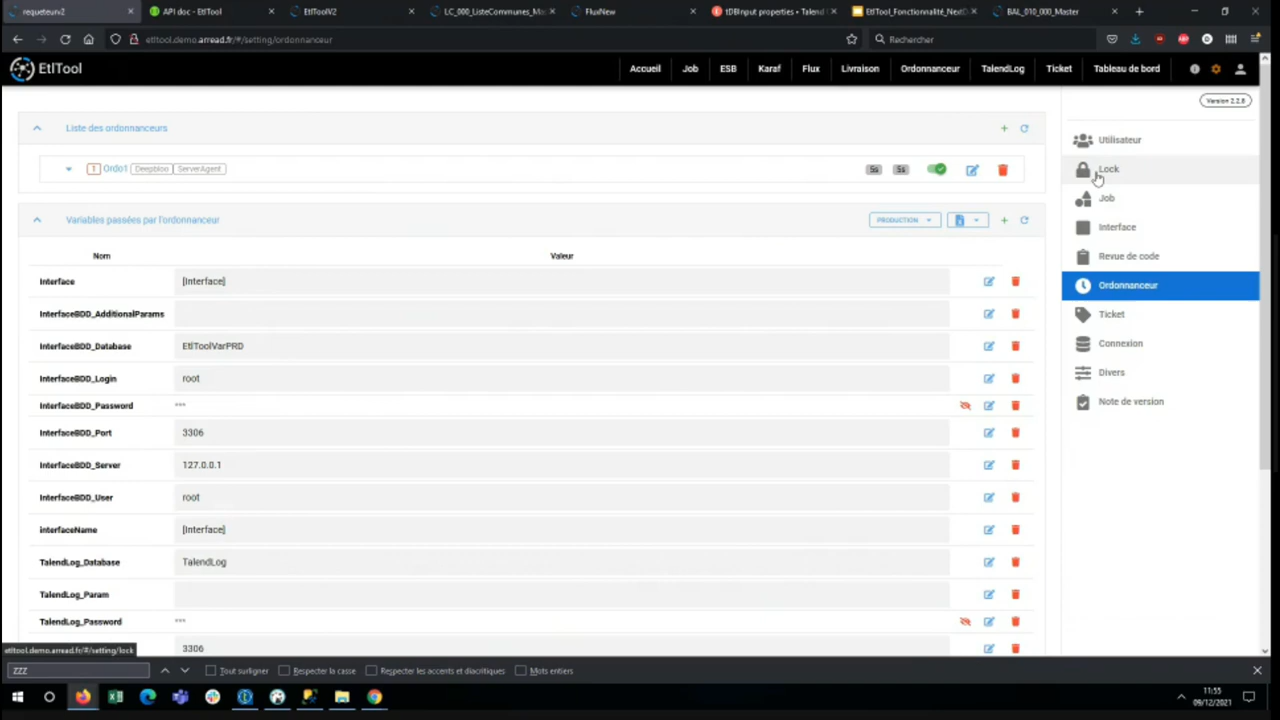 requeteurv2
API doc - EtlTool
EtlToolV2
LC_000_ListeCommunes_Ma
FluxNew
tDBInput properties • Talend
EtlTool_Fonctionnalité_NextD
BAL_010_000_Master
etltool.demo.arread.fr/#/setting/ordonnanceur
Rechercher
EtlTool
Accueil
Job
ESB
Karaf
Flux
Livraison
Ordonnanceur
TalendLog
Ticket
Tableau de bord
Version 2.2.8
Liste des ordonnanceurs
1 Ordo1 Deepbloo ServerAgent
5s 5s
Variables passées par l'ordonnanceur
PRODUCTION
Nom Valeur
Interface [Interface]
InterfaceBDD_AdditionalParams
InterfaceBDD_Database EtlToolVarPRD
InterfaceBDD_Login root
InterfaceBDD_Password ***
InterfaceBDD_Port 3306
InterfaceBDD_Server 127.0.0.1
InterfaceBDD_User root
interfaceName [Interface]
TalendLog_Database TalendLog
TalendLog_Param
TalendLog_Password ***
3306
Utilisateur
Lock
Job
Interface
Revue de code
Ordonnanceur
Ticket
Connexion
Divers
Note de version
etltool.demo.arread.fr/#/setting/lock
ZZZ
Tout surligner
Respecter la casse
Respecter les accents et diacritiques
Mots entiers
11:55
09/12/2021